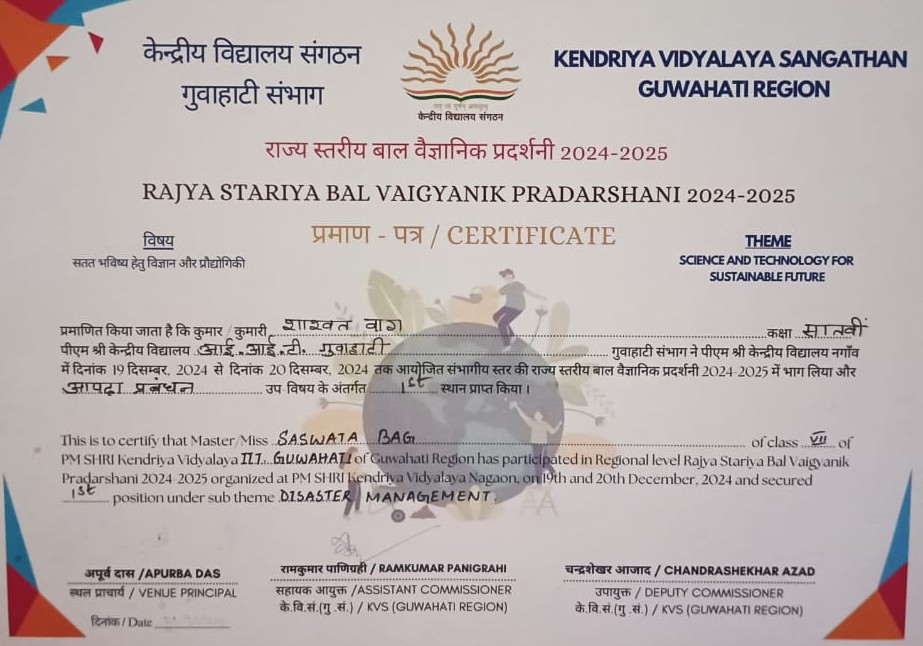 केन्द्रीय विद्यालय संगठन
गुवाहाटी संभाग
केन्द्रीय विद्यालय संगठन
KENDRIYA VIDYALAYA SANGATHAN
GUWAHATI REGION
राज्य स्तरीय बाल वैज्ञानिक प्रदर्शनी 2024-2025
RAJYA STARIYA BAL VAIGYANIK PRADARSHANI 2024-2025
प्रमाण - पत्र / CERTIFICATE
विषय
सतत भविष्य हेतु विज्ञान और प्रौद्योगिकी
THEME
SCIENCE AND TECHNOLOGY FOR
SUSTAINABLE FUTURE
प्रमाणित किया जाता है कि कुमार / कुमारी शाश्वत वाग कक्षा सातवीं
पीएम श्री केन्द्रीय विद्यालय आई.आई.टी. गुवाहाटी गुवाहाटी संभाग ने पीएम श्री केन्द्रीय विद्यालय नगाँव
में दिनांक 19 दिसम्बर, 2024 से दिनांक 20 दिसम्बर, 2024 तक आयोजित संभागीय स्तर की राज्य स्तरीय बाल वैज्ञानिक प्रदर्शनी 2024-2025 में भाग लिया और
आपदा प्रबंधन उप विषय के अंतर्गत 1st स्थान प्राप्त किया।
This is to certify that Master/Miss SASWATA BAG of class VII of
PM SHRI Kendriya Vidyalaya IIT GUWAHATI of Guwahati Region has participated in Regional level Rajya Stariya Bal Vaigyanik
Pradarshani 2024-2025 organized at PM SHRI Kendriya Vidyalaya Nagaon, on 19th and 20th December, 2024 and secured
1st position under sub theme DISASTER MANAGEMENT.
अपूर्व दास /APURBA DAS
स्थल प्राचार्य / VENUE PRINCIPAL
दिनांक / Date
रामकुमार पाणिग्रही / RAMKUMAR PANIGRAHI
सहायक आयुक्त /ASSISTANT COMMISSIONER
के.वि.सं.(गु .सं.) / KVS (GUWAHATI REGION)
चन्द्रशेखर आजाद / CHANDRASHEKHAR AZAD
उपायुक्त / DEPUTY COMMISSIONER
के.वि.सं.(गु .सं.) / KVS (GUWAHATI REGION)